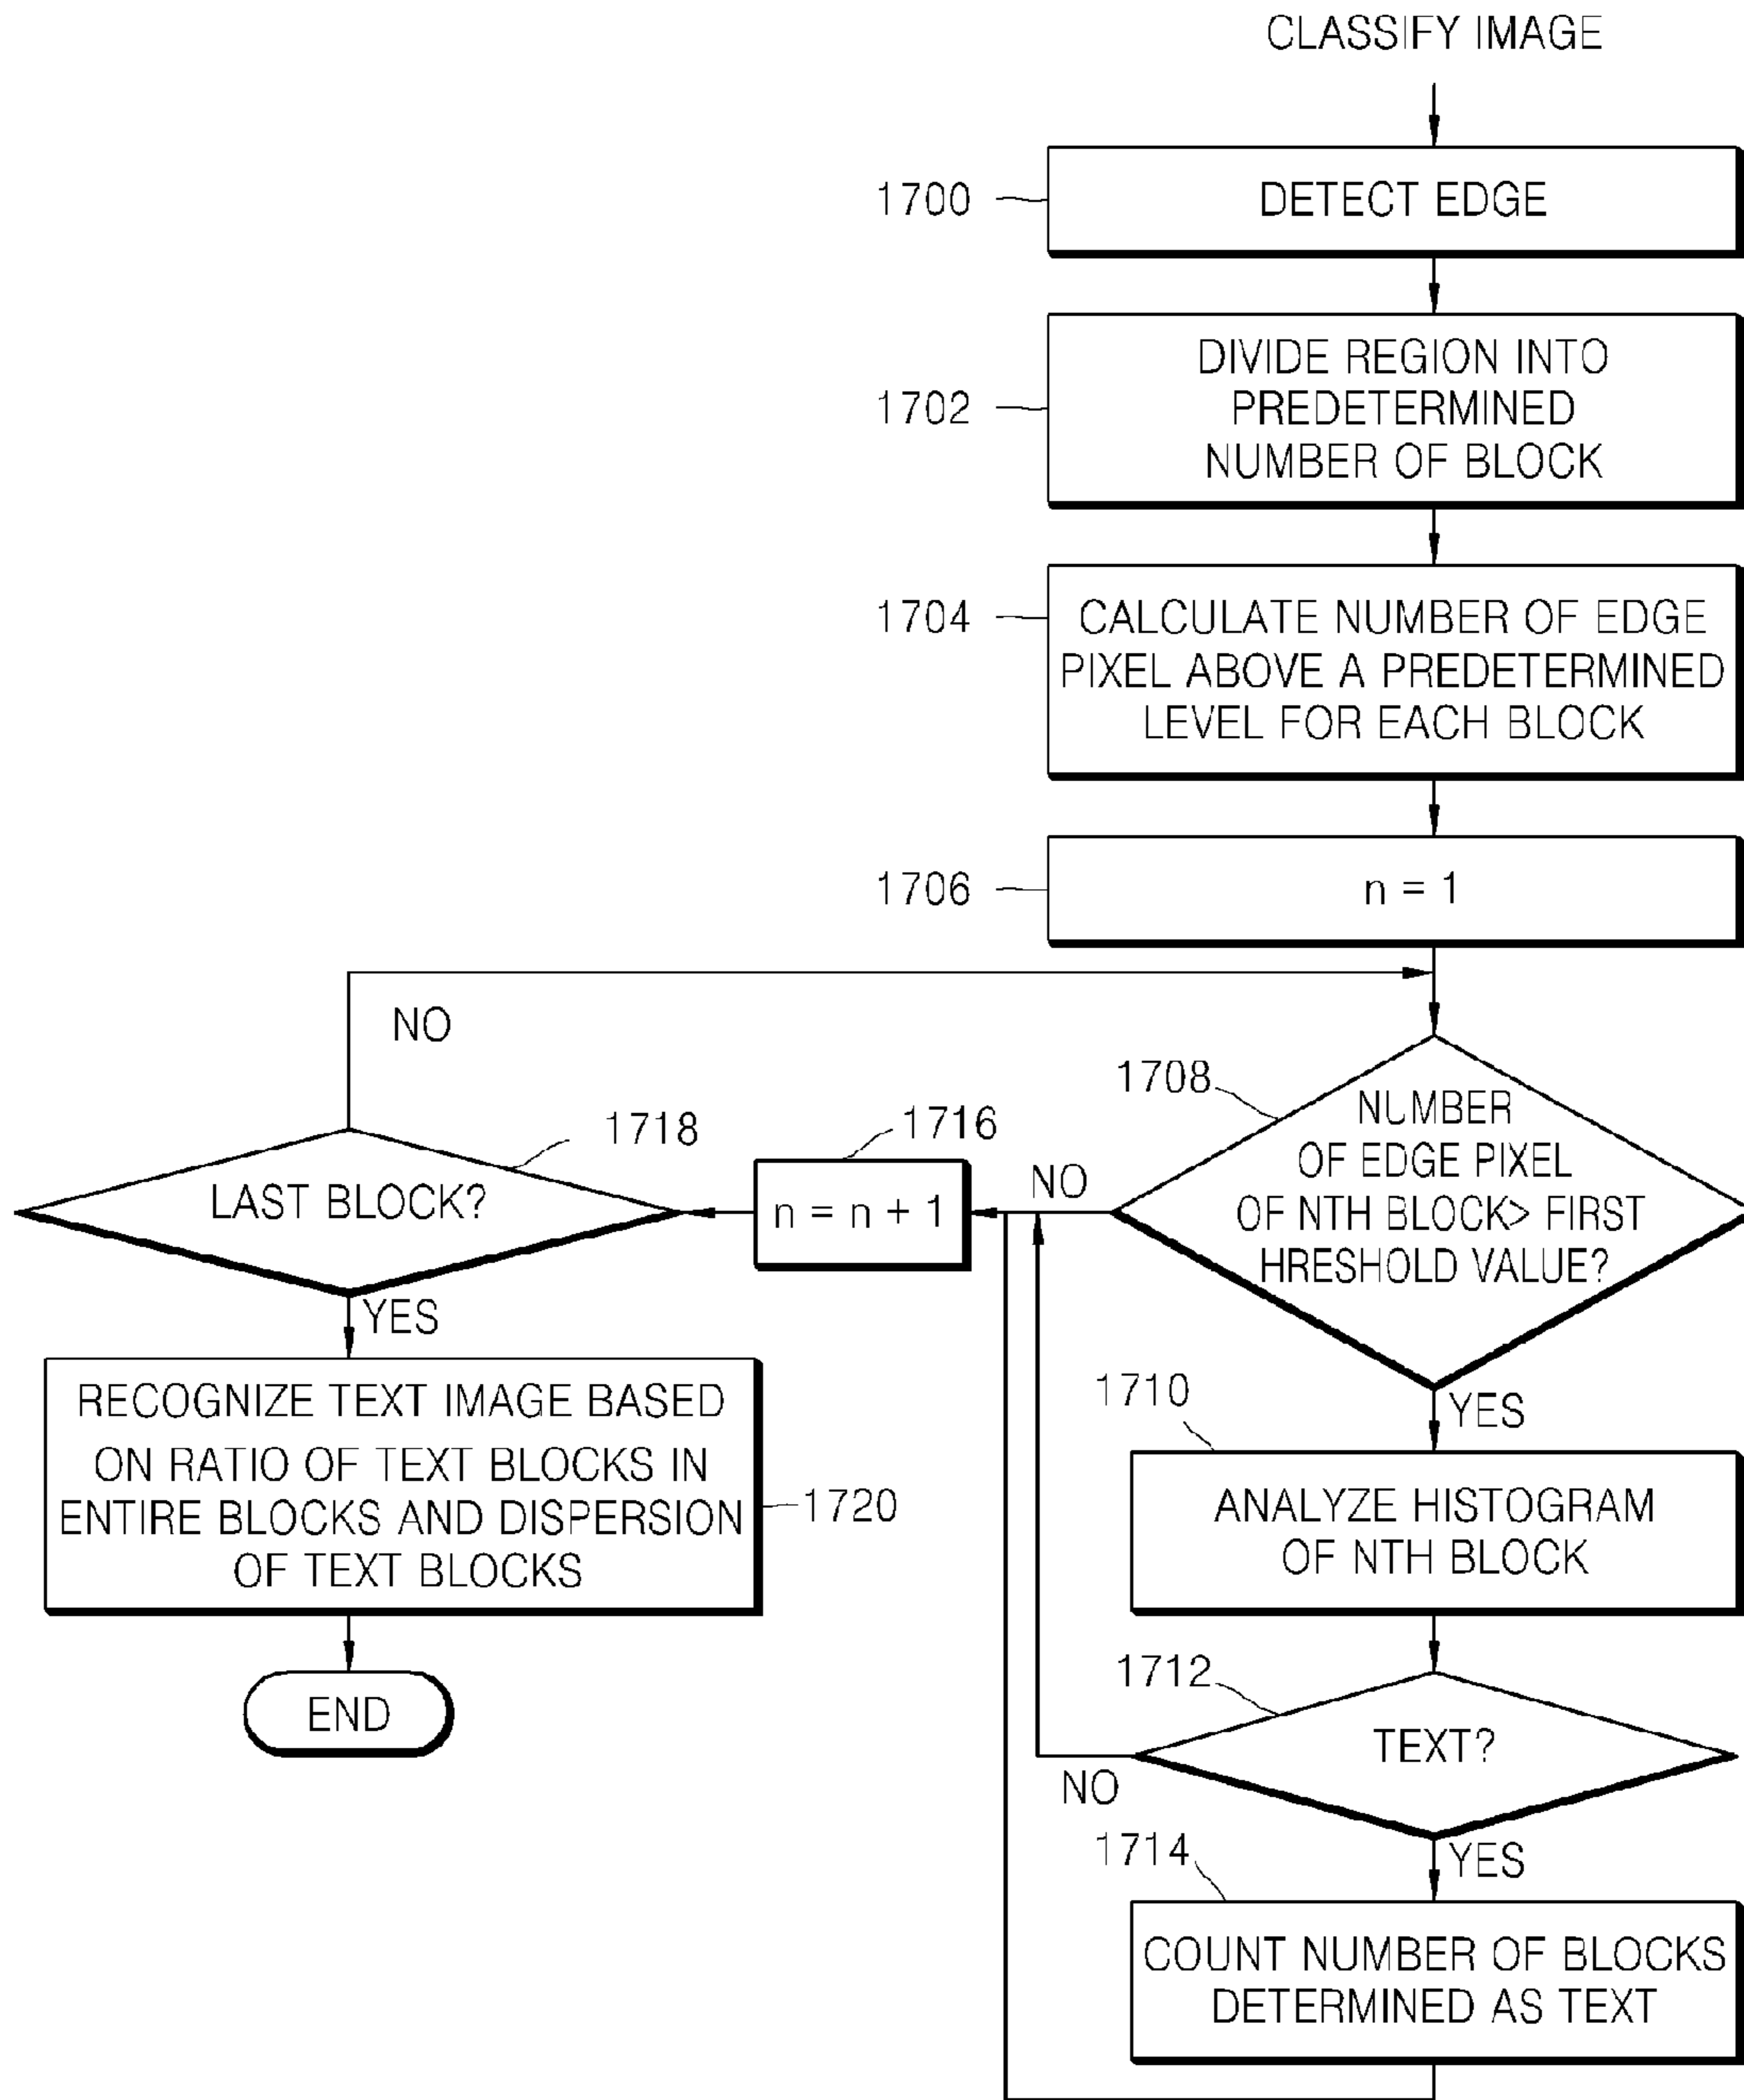 CLASSIFY IMAGE
1700
DETECT EDGE
1702
DIVIDE REGION INTO
PREDETERMINED
NUMBER OF BLOCK
1704
CALCULATE NUMBER OF EDGE
PIXEL ABOVE A PREDETERMINED
LEVEL FOR EACH BLOCK
1706
n = 1
1708
NUMBER
OF EDGE PIXEL
OF NTH BLOCK> FIRST
HRESHOLD VALUE?
NO
YES
1710
ANALYZE HISTOGRAM
OF NTH BLOCK
1712
TEXT?
NO
YES
1714
COUNT NUMBER OF BLOCKS
DETERMINED AS TEXT
1716
n = n + 1
1718
LAST BLOCK?
NO
YES
RECOGNIZE TEXT IMAGE BASED
ON RATIO OF TEXT BLOCKS IN
ENTIRE BLOCKS AND DISPERSION
OF TEXT BLOCKS
1720
END